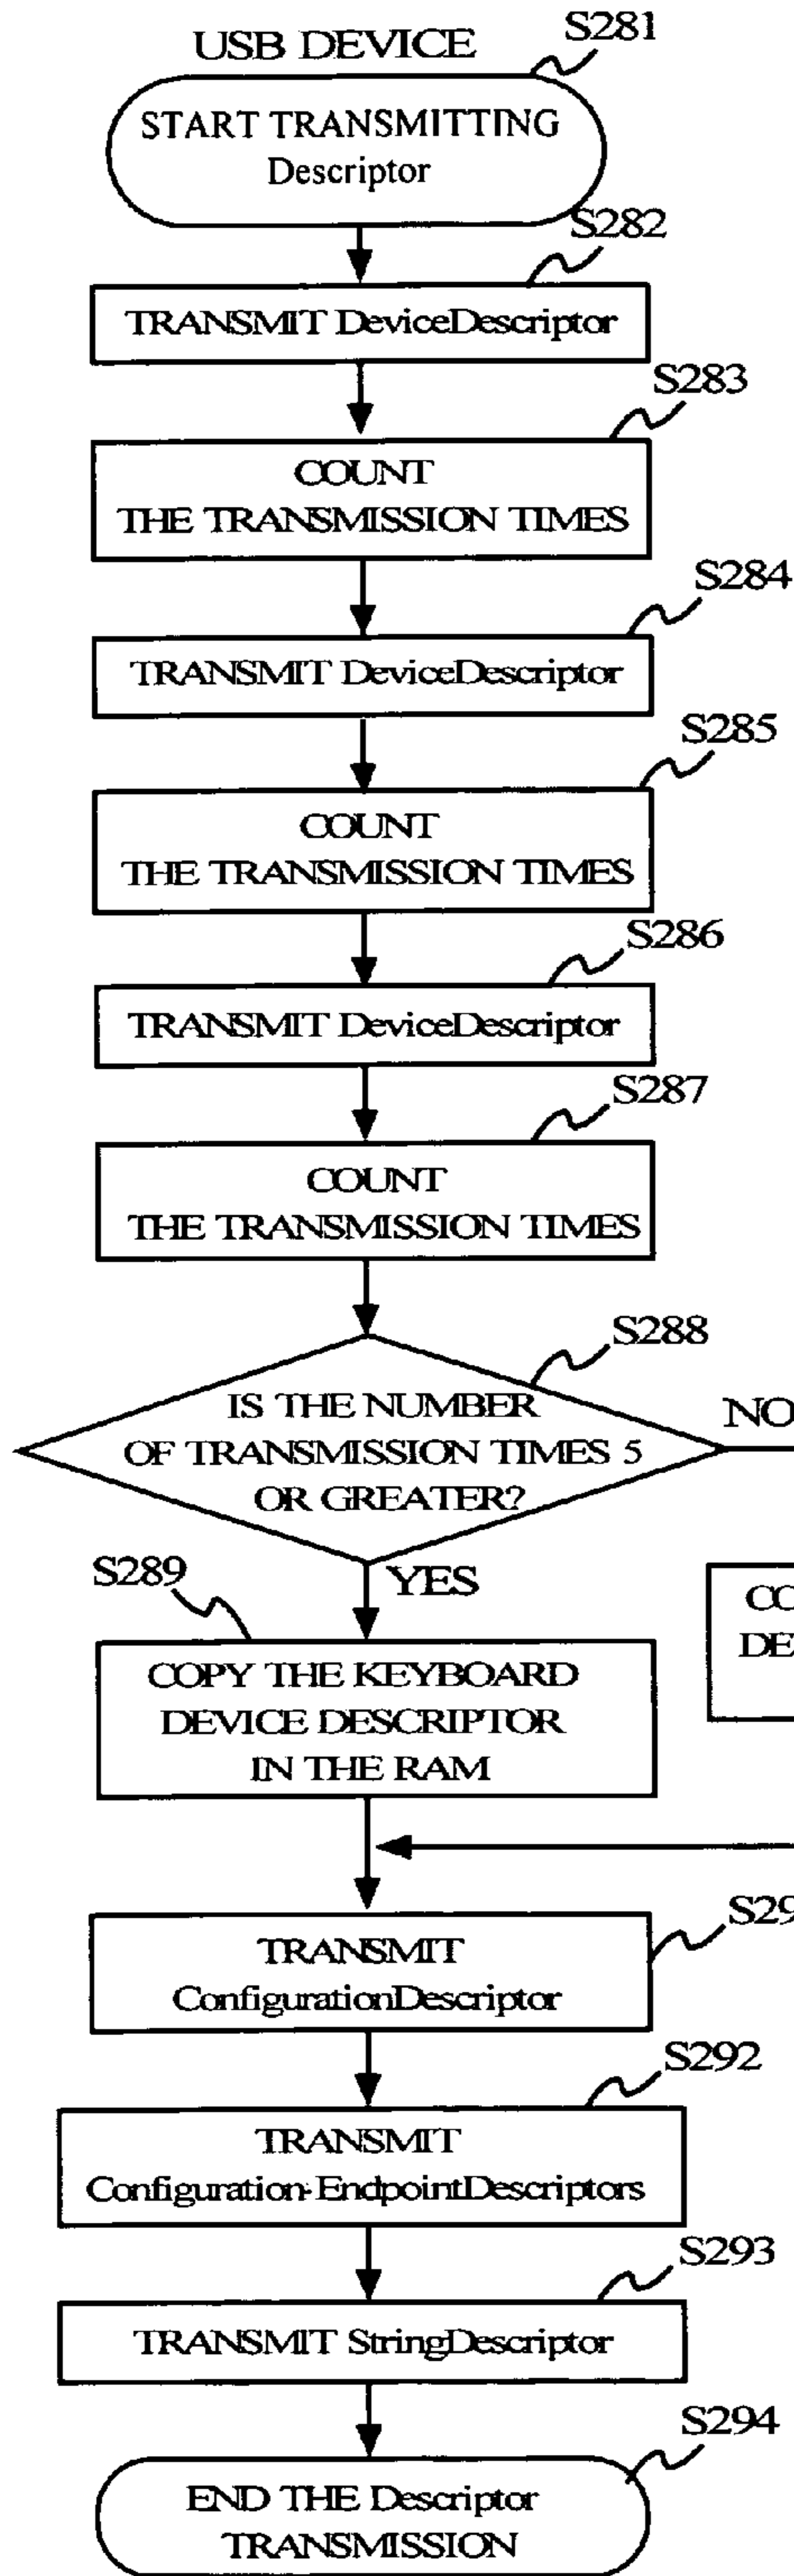 USB DEVICE
S281
START TRANSMITTING
Descriptor
S282
TRANSMIT DeviceDescriptor
S283
COUNT
THE TRANSMISSION TIMES
S284
TRANSMIT DeviceDescriptor
S285
COUNT
THE TRANSMISSION TIMES
S286
TRANSMIT DeviceDescriptor
S287
COUNT
THE TRANSMISSION TIMES
S288
IS THE NUMBER
OF TRANSMISSION TIMES 5
OR GREATER?
NO
YES
S289
COPY THE KEYBOARD
DEVICE DESCRIPTOR
IN THE RAM
TRANSMIT
ConfigurationDescriptor
S292
TRANSMIT
Configuration-EndpointDescriptors
S293
TRANSMIT StringDescriptor
S294
END THE Descriptor
TRANSMISSION